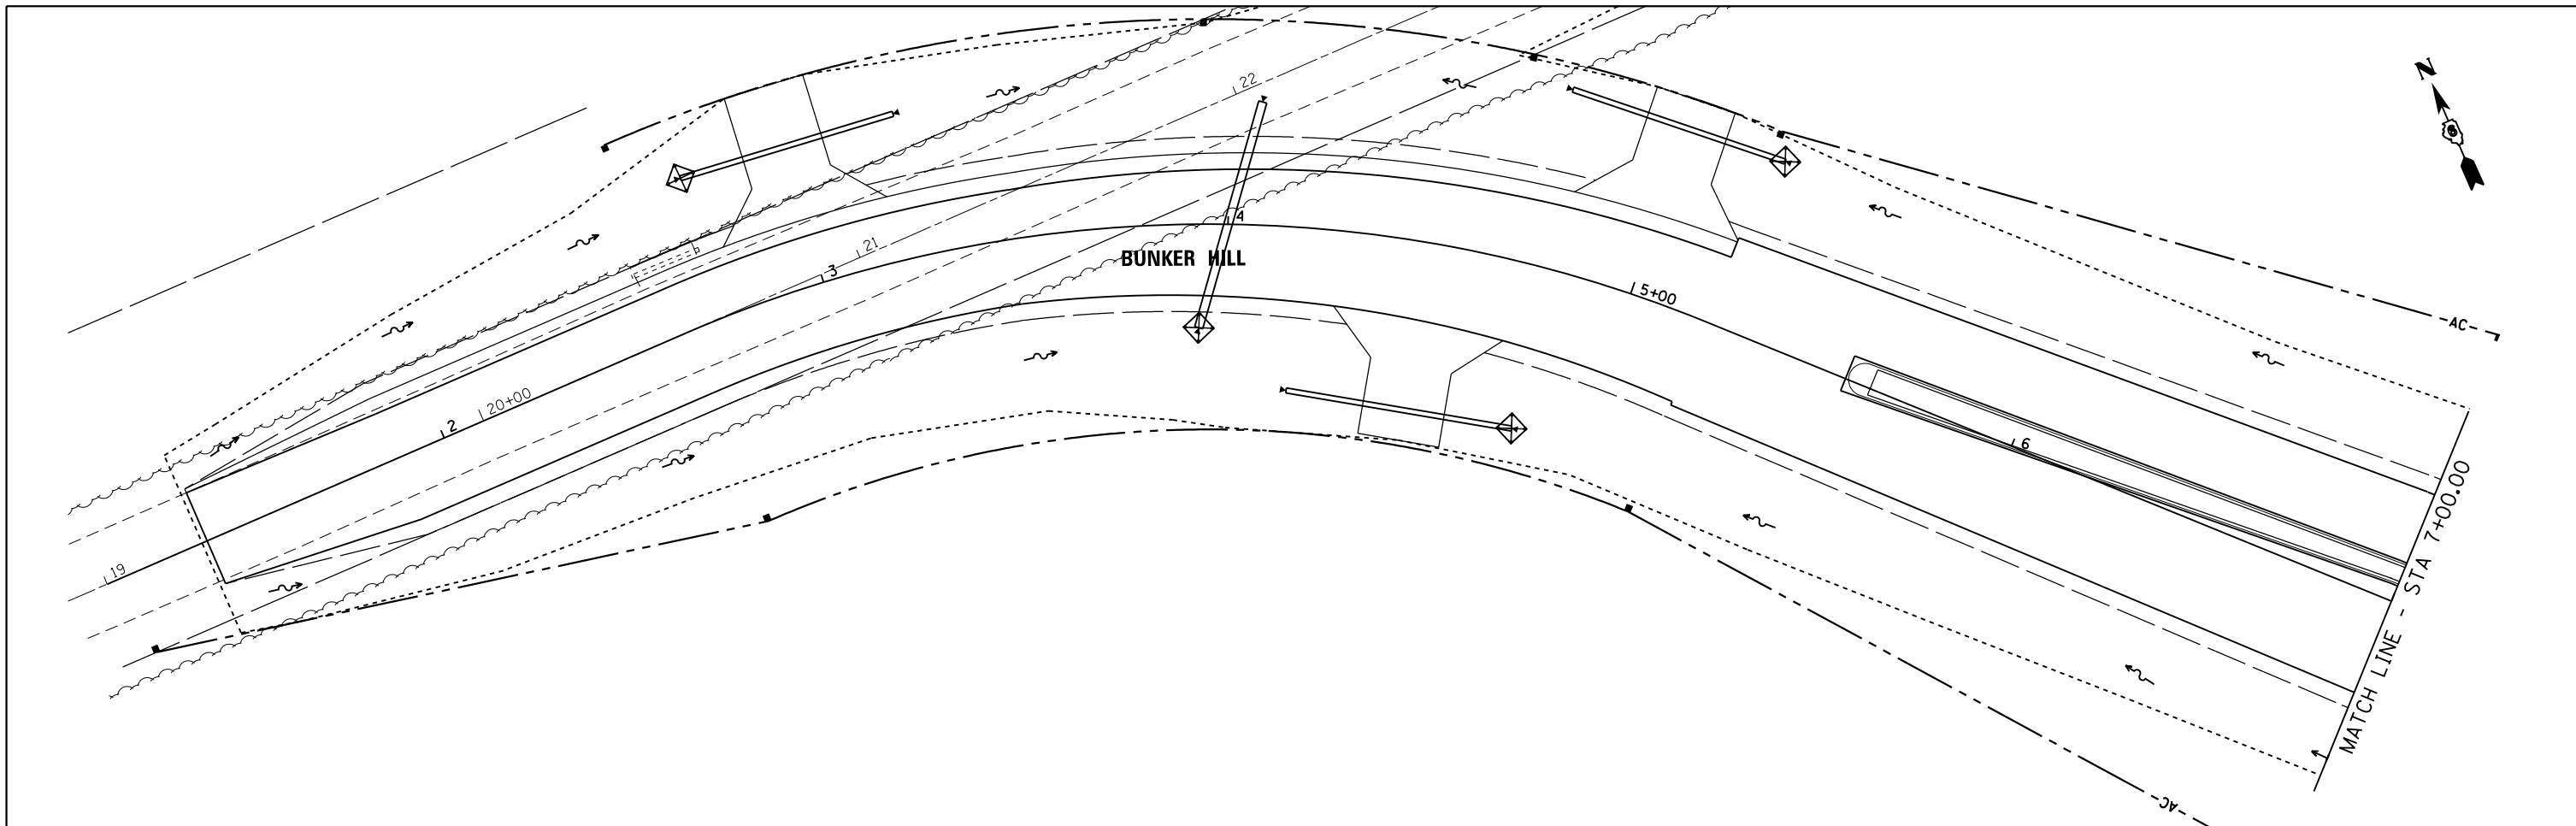 N
22
4
21
3
BUNKER HILL
5+00
AC
20+00
2
6
19
MATCH LINE - STA 7+00.00
AC